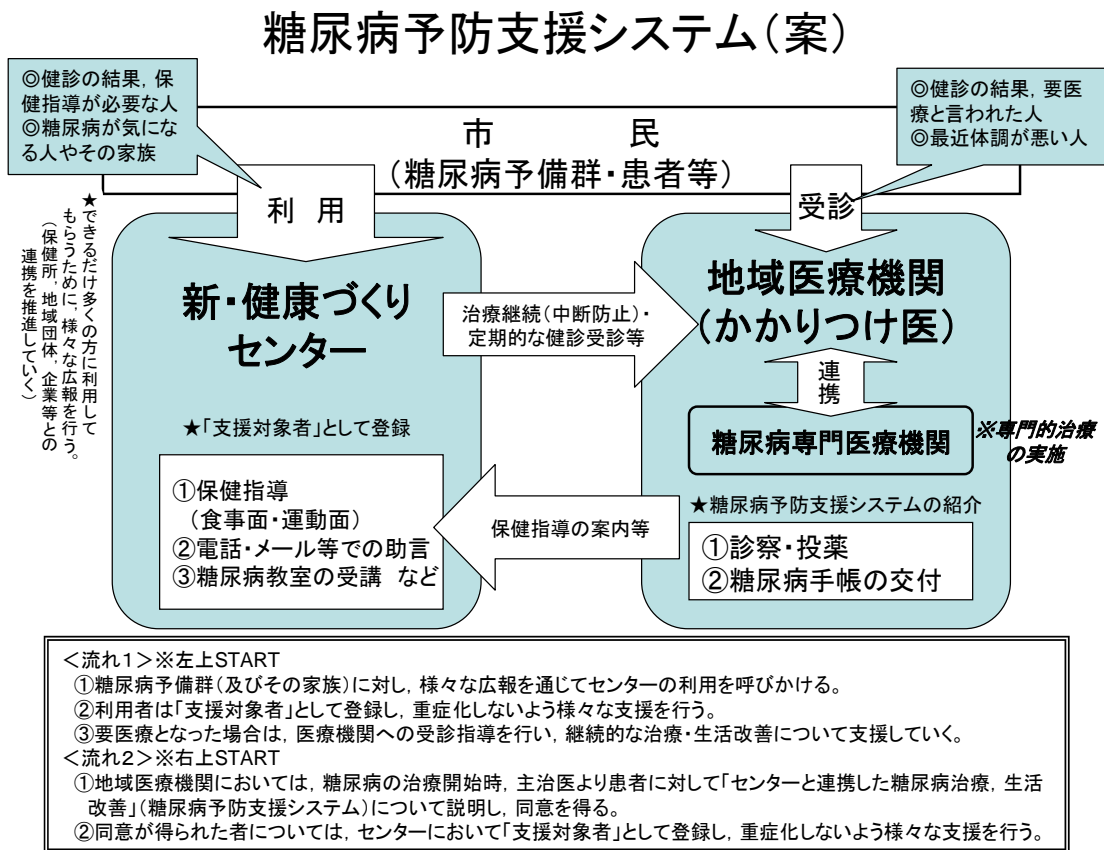 糖尿病予防支援システム（案）
◎健診の結果，保
健指導が必要な人
◎糖尿病が気にな
る人やその家族
◎健診の結果，要医
療と言われた人
◎最近体調が悪い人
市　　民
（糖尿病予備群・患者等）
利　用
受診
★できるだけ多くの方に利用して
もらうために，様々な広報を行う。
（保健所，地域団体，企業等との
連携を推進していく）
新・健康づくり
センター
治療継続（中断防止）・
定期的な健診受診等
地域医療機関
（かかりつけ医）
連携
★「支援対象者」として登録
糖尿病専門医療機関
※専門的治療
の実施
①保健指導
（食事面・運動面）
②電話・メール等での助言
③糖尿病教室の受講 など
保健指導の案内等
★糖尿病予防支援システムの紹介
①診察・投薬
②糖尿病手帳の交付
＜流れ１＞※左上START
①糖尿病予備群（及びその家族）に対し，様々な広報を通じてセンターの利用を呼びかける。
②利用者は「支援対象者」として登録し，重症化しないよう様々な支援を行う。
③要医療となった場合は，医療機関への受診指導を行い，継続的な治療・生活改善について支援していく。
＜流れ２＞※右上START
①地域医療機関においては，糖尿病の治療開始時，主治医より患者に対して「センターと連携した糖尿病治療，生活
改善」（糖尿病予防支援システム）について説明し，同意を得る。
②同意が得られた者については，センターにおいて「支援対象者」として登録し，重症化しないよう様々な支援を行う。